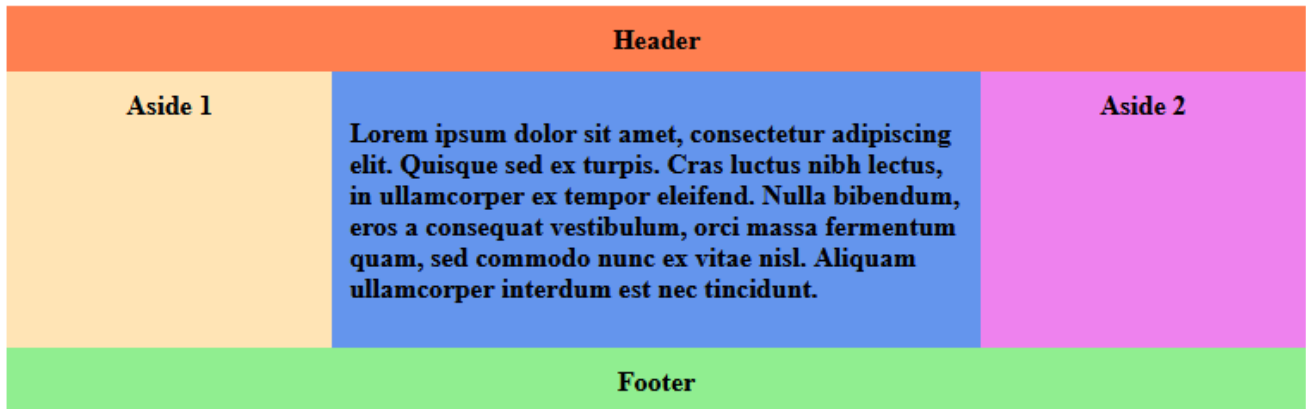 Header
Aside 1
Lorem ipsum dolor sit amet, consectetur adipiscing
elit. Quisque sed ex turpis. Cras luctus nibh lectus,
in ullamcorper ex tempor eleifend. Nulla bibendum,
eros a consequat vestibulum, orci massa fermentum
quam, sed commodo nunc ex vitae nisl. Aliquam
ullamcorper interdum est nec tincidunt.
Aside 2
Footer